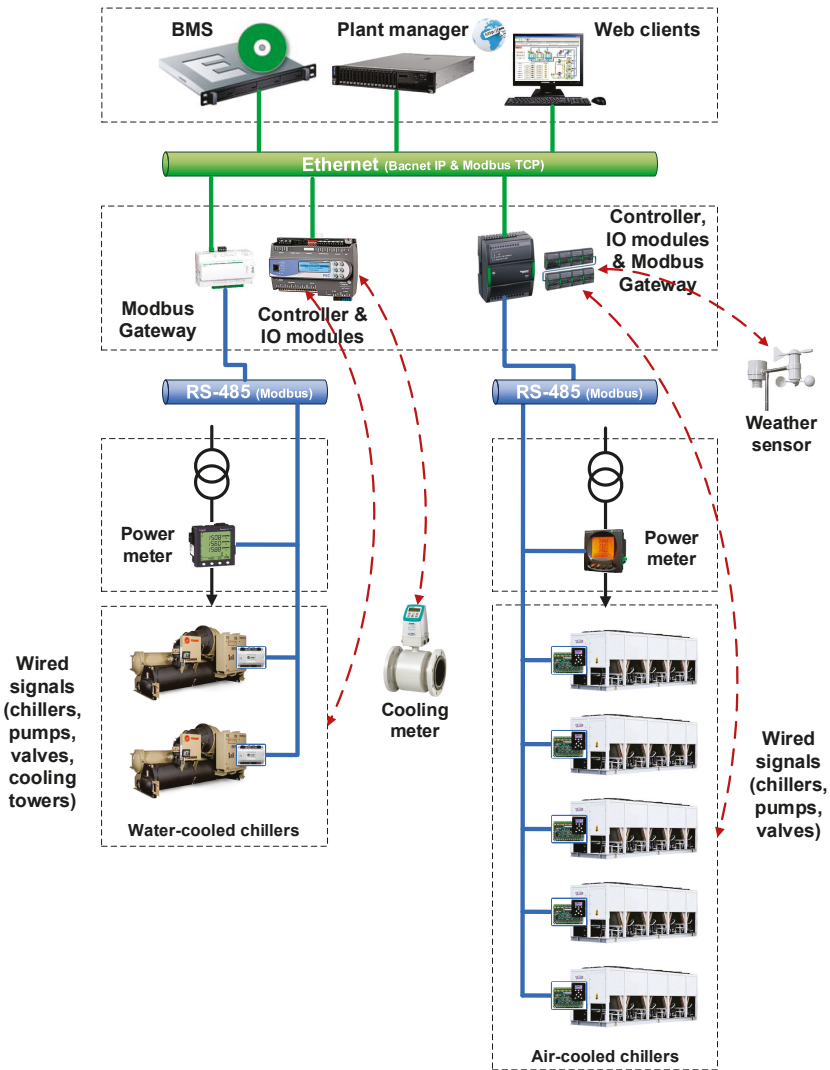 BMS
Plant manager
Web clients
Ethernet (Bacnet IP & Modbus TCP)
Modbus
Gateway
Controller &
IO modules
Controller,
IO modules
& Modbus
Gateway
RS-485 (Modbus)
RS-485 (Modbus)
Weather
sensor
Power
meter
Power
meter
Wired
signals
(chillers,
pumps,
valves,
cooling
towers)
Water-cooled chillers
Cooling
meter
Wired
signals
(chillers,
pumps,
valves)
Air-cooled chillers